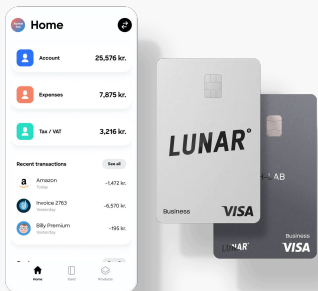 Home
Account 25,576 kr.
Expenses 7,875 kr.
Tax / VAT 3,216 kr.
Recent transactions See all
Amazon
Today
-1,472 kr.
Invoice 2763
Yesterday
-6,570 kr.
Billy Premium
Yesterday
-195 kr.
Home Products
LUNAR®
Business VISA
LAB
Business
LUNAR VISA